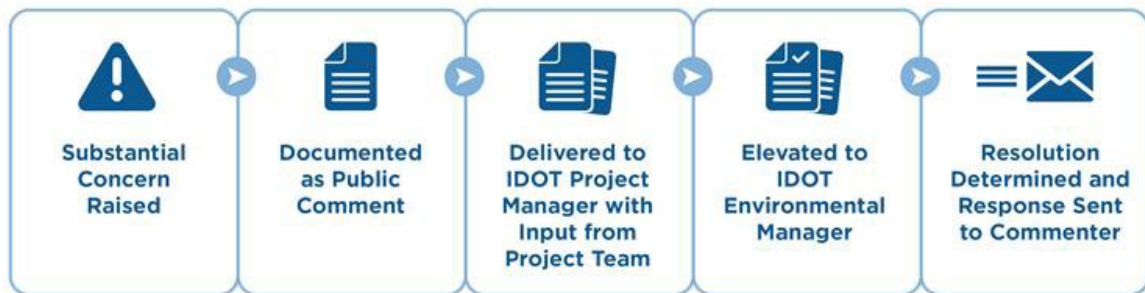 Substantial
Concern
Raised
Documented
as Public
Comment
Delivered to
IDOT Project
Manager with
Input from
Project Team
Elevated to
IDOT
Environmental
Manager
Resolution
Determined and
Response Sent
to Commenter